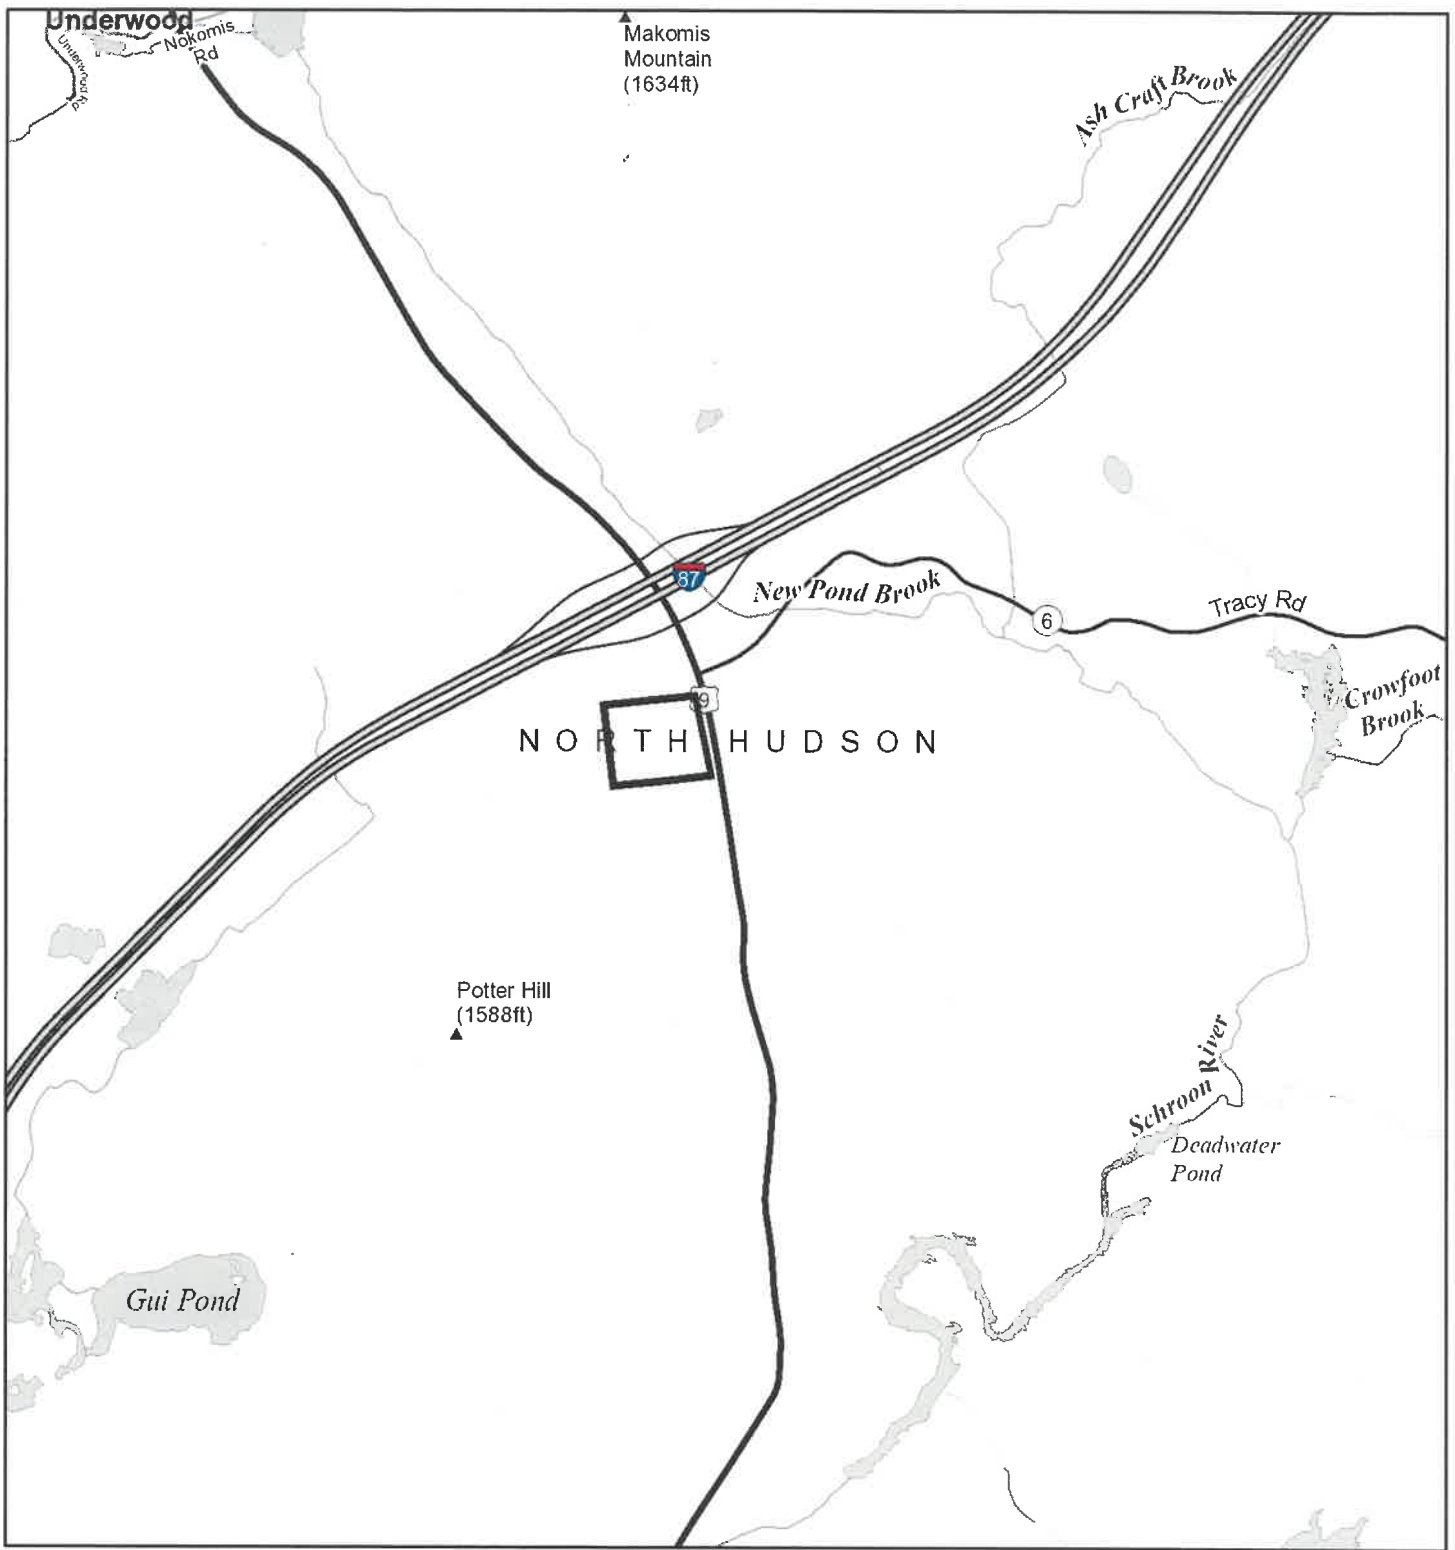 Underwood
Nokomis
Rd
Underwood Rd
Makomis
Mountain
(1634ft)
Ash Craft Brook
87
New Pond Brook
6
Tracy Rd
Crowfoot
Brook
9
NORTH HUDSON
Potter Hill
(1588ft)
Schroon River
Deadwater
Pond
Gui Pond